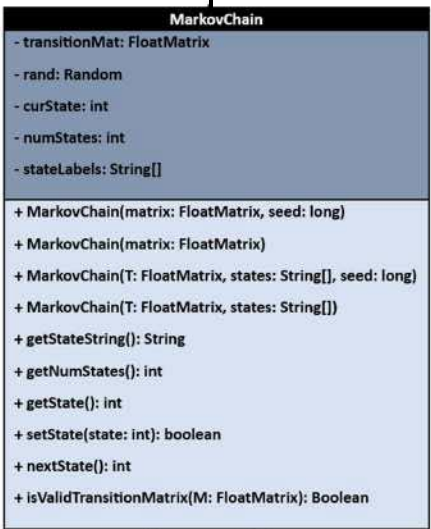 MarkovChain
- transitionMat: FloatMatrix
- rand: Random
- curState: int
- numStates: int
- stateLabels: String[]
+ MarkovChain(matrix: FloatMatrix, seed: long)
+ MarkovChain(matrix: FloatMatrix)
+ MarkovChain(T: FloatMatrix, states: String[], seed: long)
+ MarkovChain(T: FloatMatrix, states: String[])
+ getStateString(): String
+ getNumStates(): int
+ getState(): int
+ setState(state: int): boolean
+ nextState(): int
+ isValidTransitionMatrix(M: FloatMatrix): Boolean